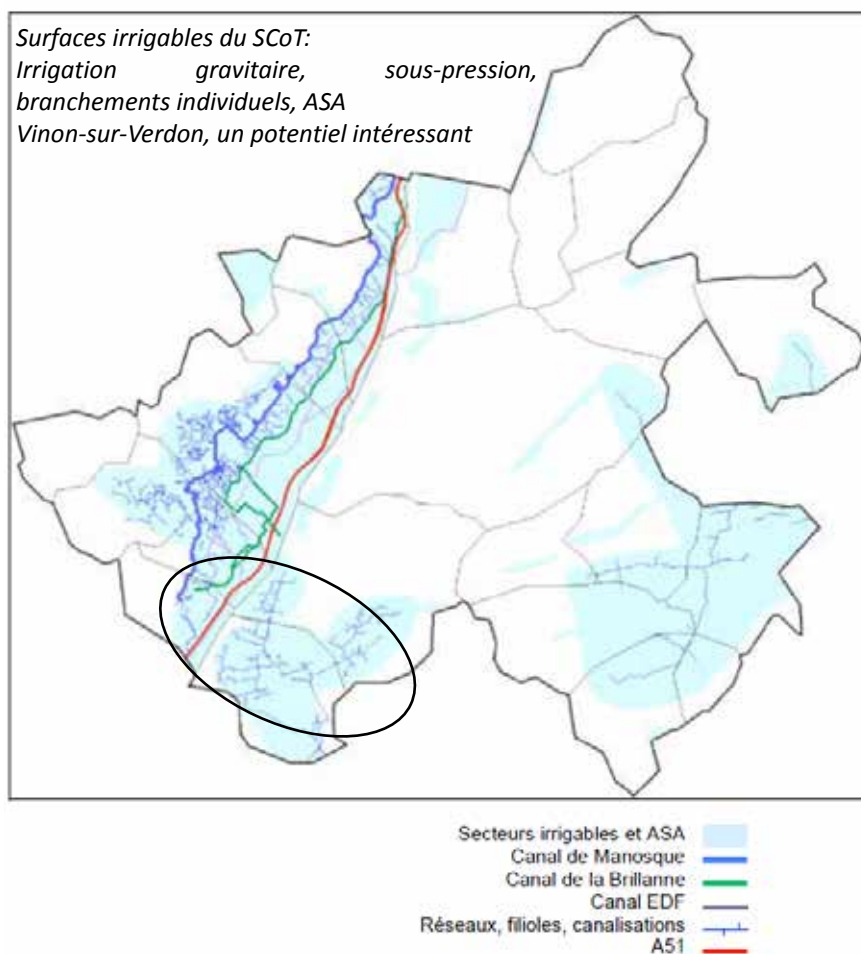 Surfaces irrigables du SCoT:
Irrigation gravitaire, sous-pression,
branchements individuels, ASA
Vinon-sur-Verdon, un potentiel intéressant
Secteurs irrigables et ASA
Canal de Manosque
Canal de la Brillanne
Canal EDF
Réseaux, filioles, canalisations
A51